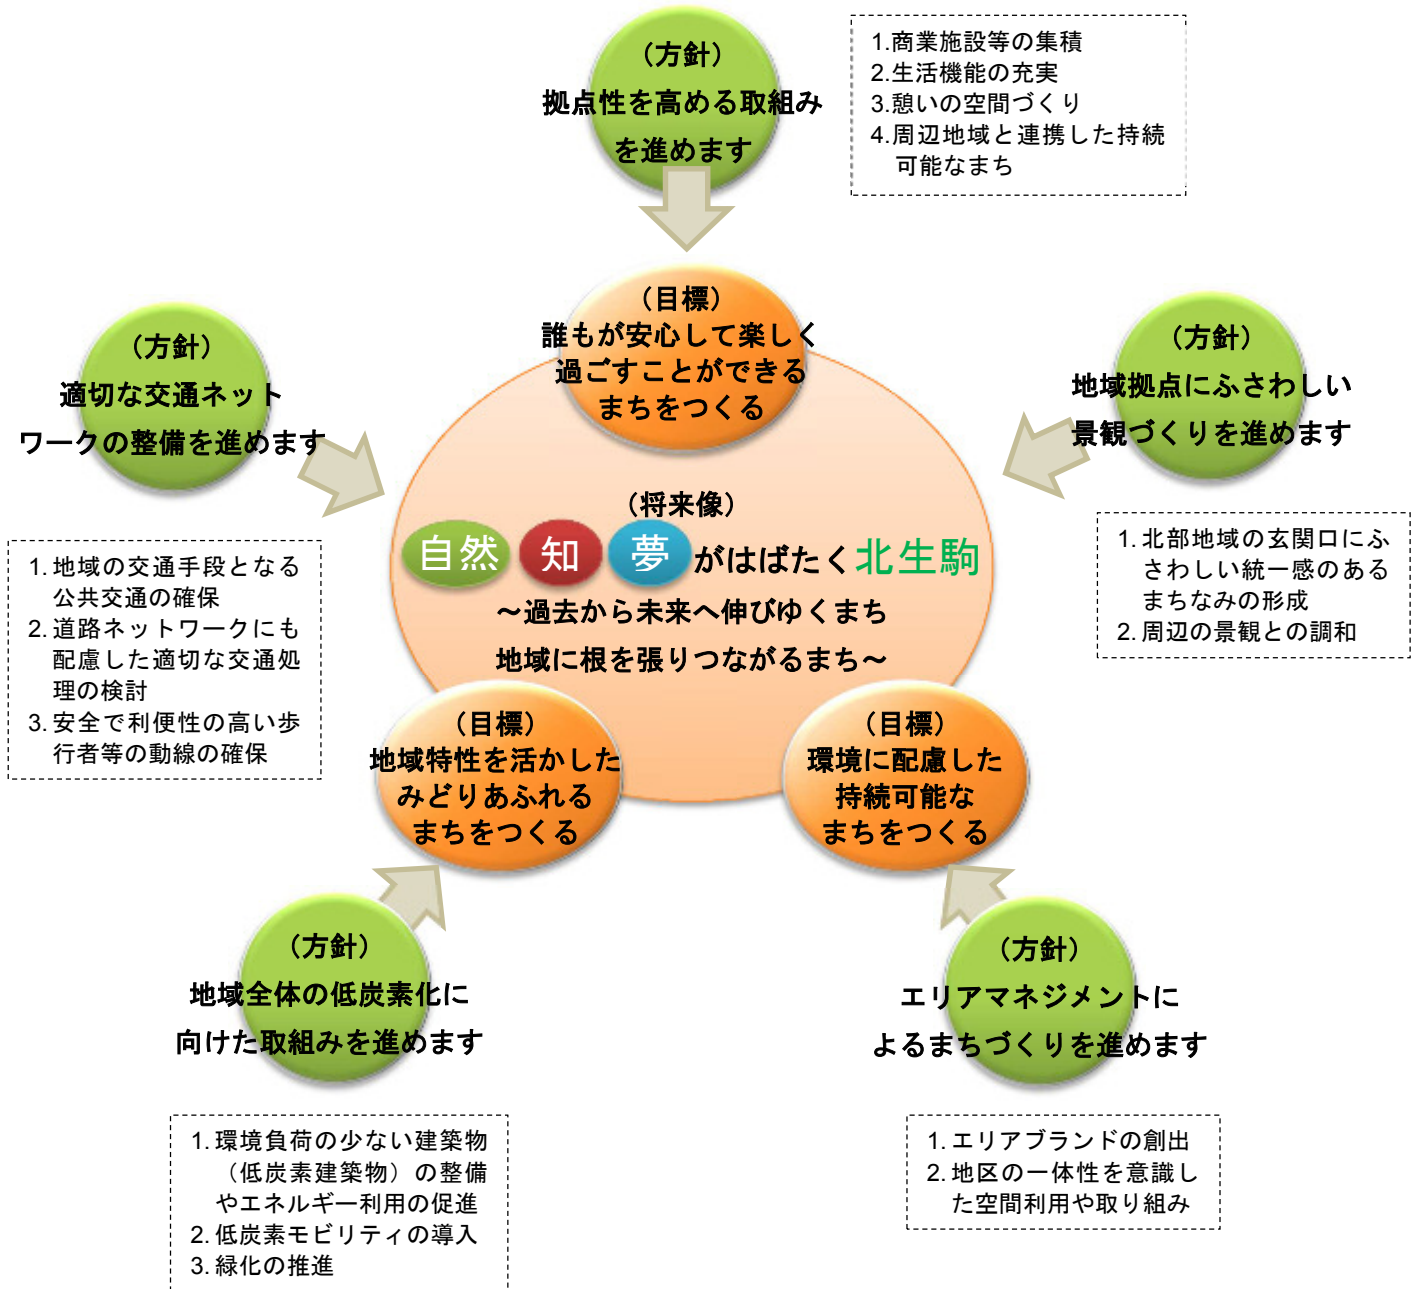 (方針)
拠点性を高める取組み
を進めます
1.商業施設等の集積
2.生活機能の充実
3.憩いの空間づくり
4.周辺地域と連携した持続
可能なまち
(目標)
誰もが安心して楽しく
過ごすことができる
まちをつくる
(方針)
適切な交通ネット
ワークの整備を進めます
1.地域の交通手段となる
公共交通の確保
2.道路ネットワークにも
配慮した適切な交通処
理の検討
3.安全で利便性の高い歩
行者等の動線の確保
(方針)
地域拠点にふさわしい
景観づくりを進めます
1.北部地域の玄関口にふ
さわしい統一感のある
まちなみの形成
2.周辺の景観との調和
(将来像)
自然 知 夢 がはばたく北生駒
～過去から未来へ伸びゆくまち
地域に根を張りつながるまち～
(目標)
地域特性を活かした
みどりあふれる
まちをつくる
(目標)
環境に配慮した
持続可能な
まちをつくる
(方針)
地域全体の低炭素化に
向けた取組みを進めます
1.環境負荷の少ない建築物
(低炭素建築物)の整備
やエネルギー利用の促進
2.低炭素モビリティの導入
3.緑化の推進
(方針)
エリアマネジメントに
よるまちづくりを進めます
1.エリアブランドの創出
2.地区の一体性を意識し
た空間利用や取り組み